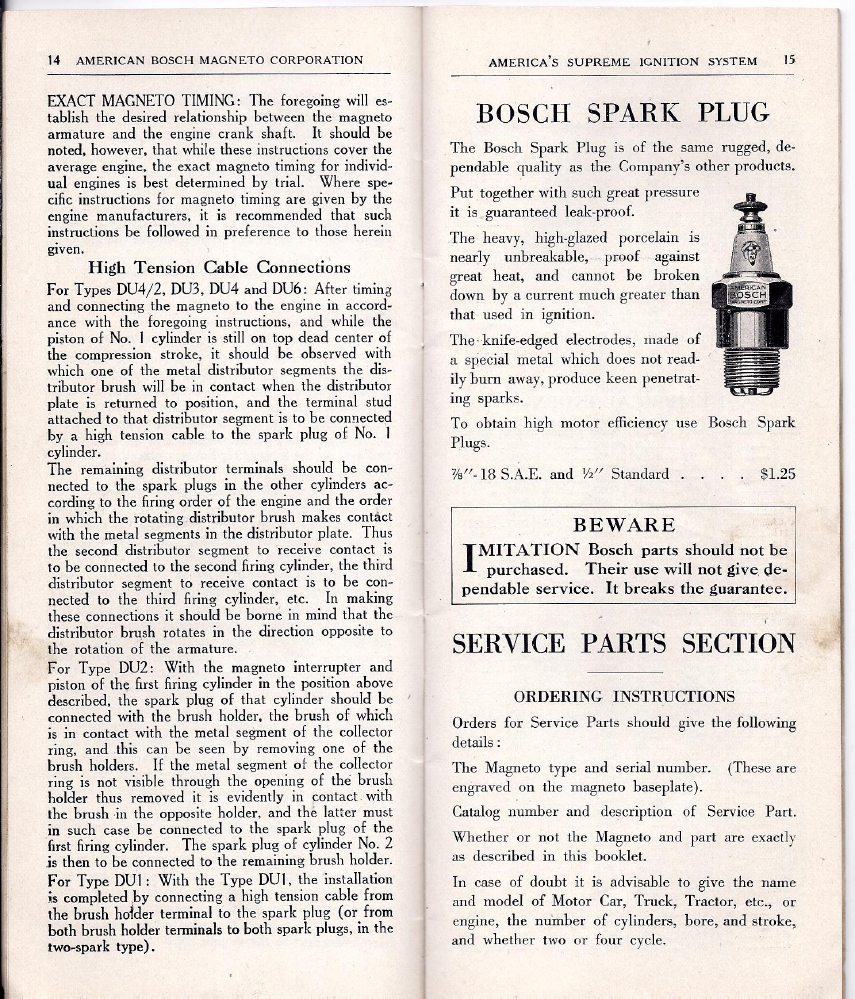 14 AMERICAN BOSCH MAGNETO CORPORATION
EXACT MAGNETO TIMING: The foregoing will es-
tablish the desired relationship between the magneto
armature and the engine crank shaft. It should be
noted, however, that while these instructions cover the
average engine, the exact magneto timing for individ-
ual engines is best determined by trial. Where spe-
cific instructions for magneto timing are given by the
engine manufacturers, it is recommended that such
instructions be followed in preference to those herein
given.
High Tension Cable Connections
For Types DU4/2, DU3, DU4 and DU6: After timing
and connecting the magneto to the engine in accord-
ance with the foregoing instructions, and while the
piston of No. 1 cylinder is still on top dead center of
the compression stroke, it should be observed with
which one of the metal distributor segments the dis-
tributor brush will be in contact when the distributor
plate is returned to position, and the terminal stud
attached to that distributor segment is to be connected
by a high tension cable to the spark plug of No. 1
cylinder.
The remaining distributor terminals should be con-
nected to the spark plugs in the other cylinders ac-
cording to the firing order of the engine and the order
in which the rotating distributor brush makes contact
with the metal segments in the distributor plate. Thus
the second distributor segment to receive contact is
to be connected to the second firing cylinder, the third
distributor segment to receive contact is to be con-
nected to the third firing cylinder, etc. In making
these connections it should be borne in mind that the
distributor brush rotates in the direction opposite to
the rotation of the armature.
For Type DU2: With the magneto interrupter and
piston of the first firing cylinder in the position above
described, the spark plug of that cylinder should be
connected with the brush holder, the brush of which
is in contact with the metal segment of the collector
ring, and this can be seen by removing one of the
brush holders. If the metal segment of the collector
ring is not visible through the opening of the brush
holder thus removed it is evidently in contact with
the brush in the opposite holder, and the latter must
in such case be connected to the spark plug of the
first firing cylinder. The spark plug of cylinder No. 2
is then to be connected to the remaining brush holder.
For Type DU1: With the Type DU1, the installation
is completed by connecting a high tension cable from
the brush holder terminal to the spark plug (or from
both brush holder terminals to both spark plugs, in the
two-spark type).
AMERICA'S SUPREME IGNITION SYSTEM 15
BOSCH SPARK PLUG
The Bosch Spark Plug is of the same rugged, de-
pendable quality as the Company's other products.
Put together with such great pressure
it is guaranteed leak-proof.
The heavy, high-glazed porcelain is
nearly unbreakable, proof against
great heat, and cannot be broken
down by a current much greater than
that used in ignition.
The knife-edged electrodes, made of
a special metal which does not read-
ily burn away, produce keen penetrat-
ing sparks.
AMERICAN
BOSCH
MAGNETO CORP.
To obtain high motor efficiency use Bosch Spark
Plugs.
⅞"-18 S.A.E. and ½" Standard . . . . $1.25
BEWARE
IMITATION Bosch parts should not be
purchased. Their use will not give de-
pendable service. It breaks the guarantee.
SERVICE PARTS SECTION
ORDERING INSTRUCTIONS
Orders for Service Parts should give the following
details:
The Magneto type and serial number. (These are
engraved on the magneto baseplate).
Catalog number and description of Service Part.
Whether or not the Magneto and part are exactly
as described in this booklet.
In case of doubt it is advisable to give the name
and model of Motor Car, Truck, Tractor, etc., or
engine, the number of cylinders, bore, and stroke,
and whether two or four cycle.